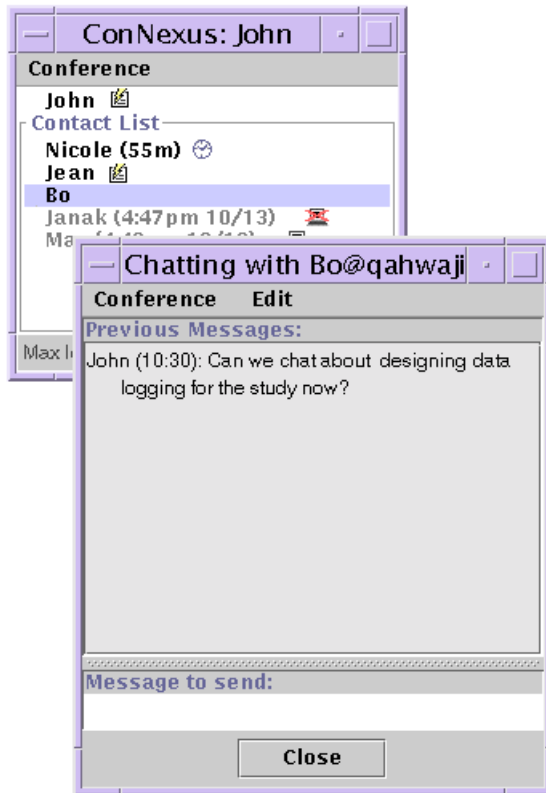 ConNexus: John
Conference
John
Contact List
Nicole (55m)
Jean
Bo
Janak (4:47pm 10/13)
Chatting with Bo@qahwaji
Conference Edit
Previous Messages:
Max
John (10:30): Can we chat about designing data
logging for the study now?
Message to send:
Close